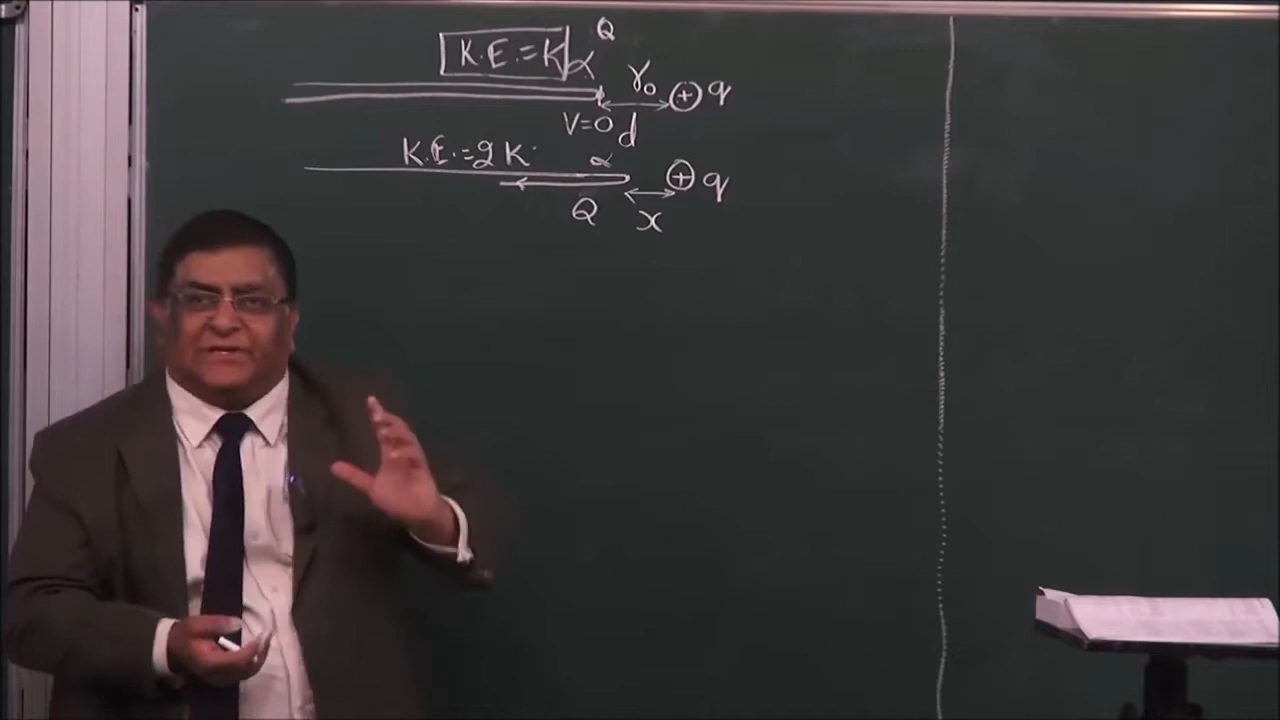 Q
K.E.=K α r₀ ⊕ q
V=0 d
K.E.=2K α ⊕ q
Q x